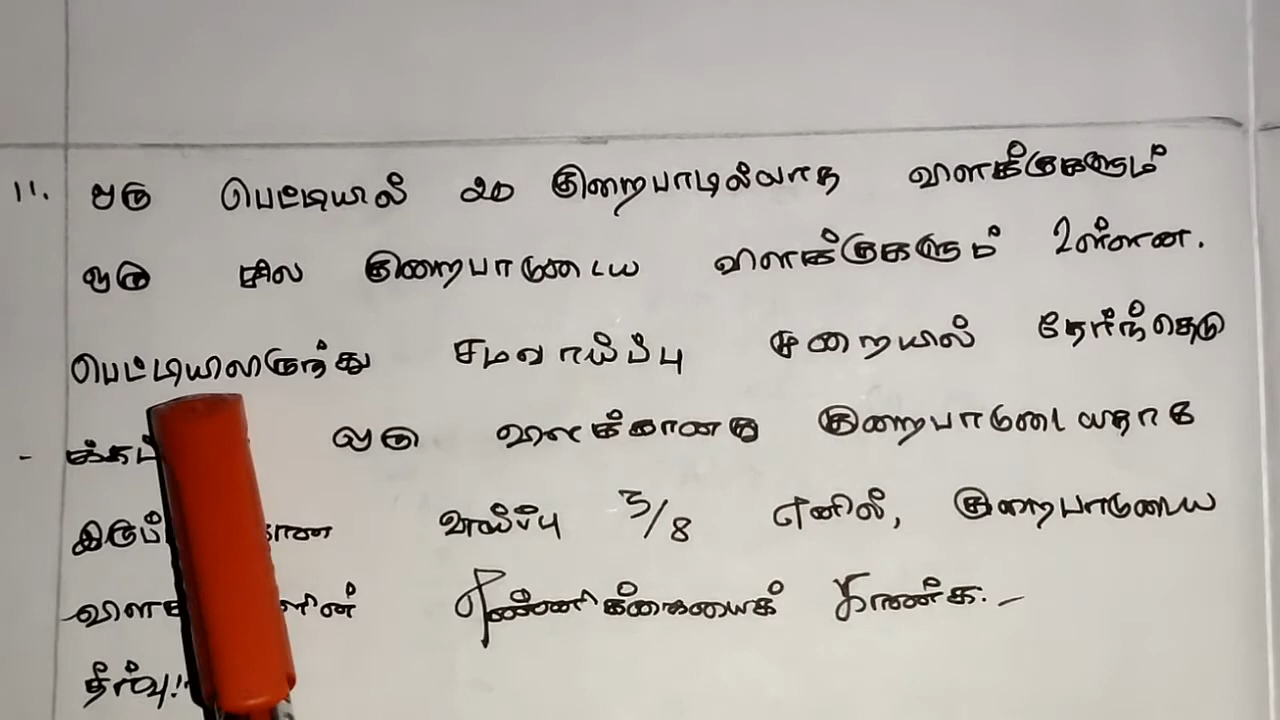 11. ஒரு பெட்டியில் 20 குறைபாடில்லாத விளக்குகளும்
ஒரு சில குறைபாடுடைய விளக்குகளும் உள்ளன.
பெட்டியிலிருந்து சமவாய்ப்பு முறையில் தேர்ந்தெடு
ஒரு விளக்கானது குறைபாடுடையதாக
வாய்ப்பு 3/8 எனில், குறைபாடுயைய
எண்ணிக்கையைக் காண்க.
தீர்வு: